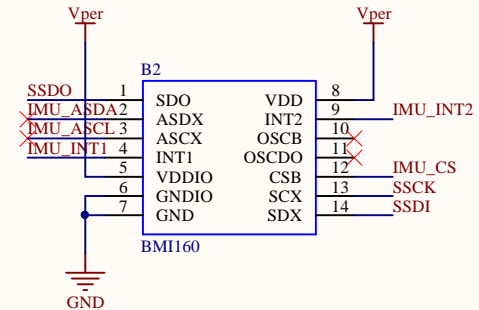 Vper
Vper
B2
SSDO 1 SDO VDD 8
IMU_ASDA 2 ASDX INT2 9 IMU_INT2
IMU_ASCL 3 ASCX OSCB 10
IMU_INT1 4 INT1 OSCDO 11
5 VDDIO CSB 12 IMU_CS
6 GNDIO SCX 13 SSCK
7 GND SDX 14 SSDI
BMI160
GND